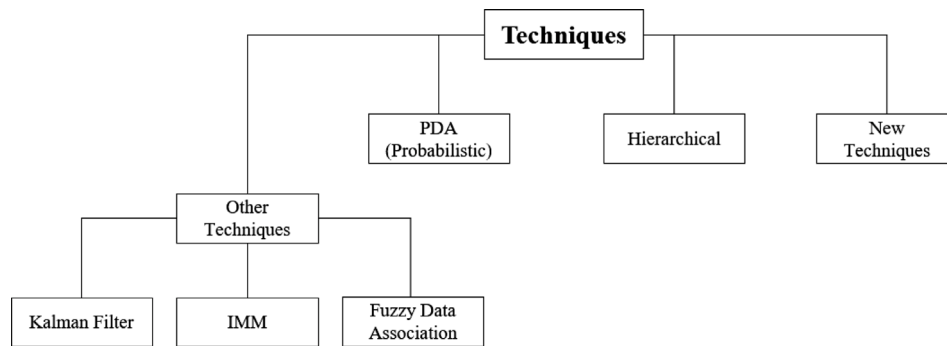 Techniques
PDA
(Probabilistic)
Hierarchical
New
Techniques
Other
Techniques
Kalman Filter
IMM
Fuzzy Data
Association